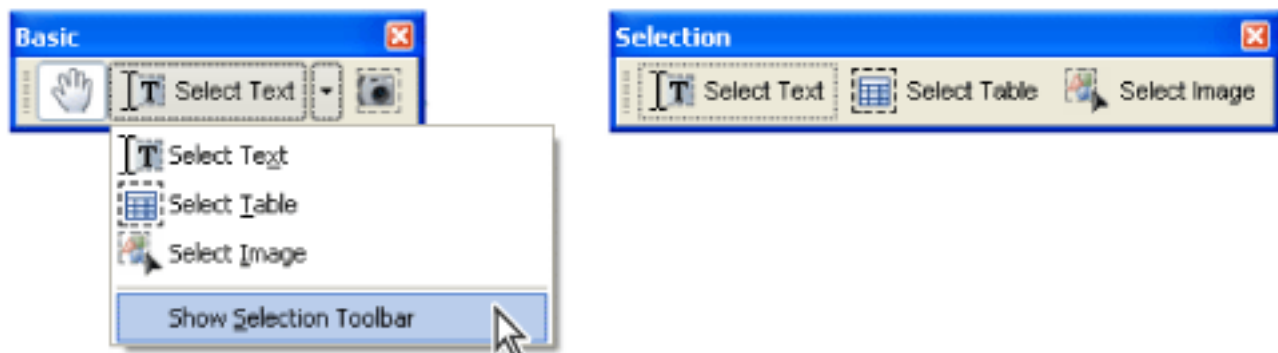 Basic
Select Text
Select Text
Select Table
Select Image
Show Selection Toolbar
Selection
Select Text Select Table Select Image